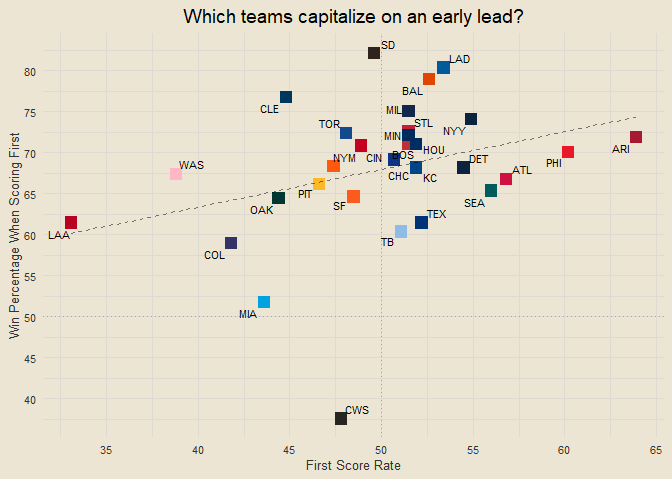 Which teams capitalize on an early lead?
SD
LAD
80
BAL
CLE
MIL
75
TOR
STL
NYY
MIN
ARI
HOU
70
NYM
CIN
BOS
DET
PHI
WAS
ATL
CHC
KC
PIT
65
OAK
SF
SEA
TEX
LAA
60
TB
COL
55
MIA
50
45
40
CWS
Win Percentage When Scoring First
35
40
45
50
55
60
65
First Score Rate